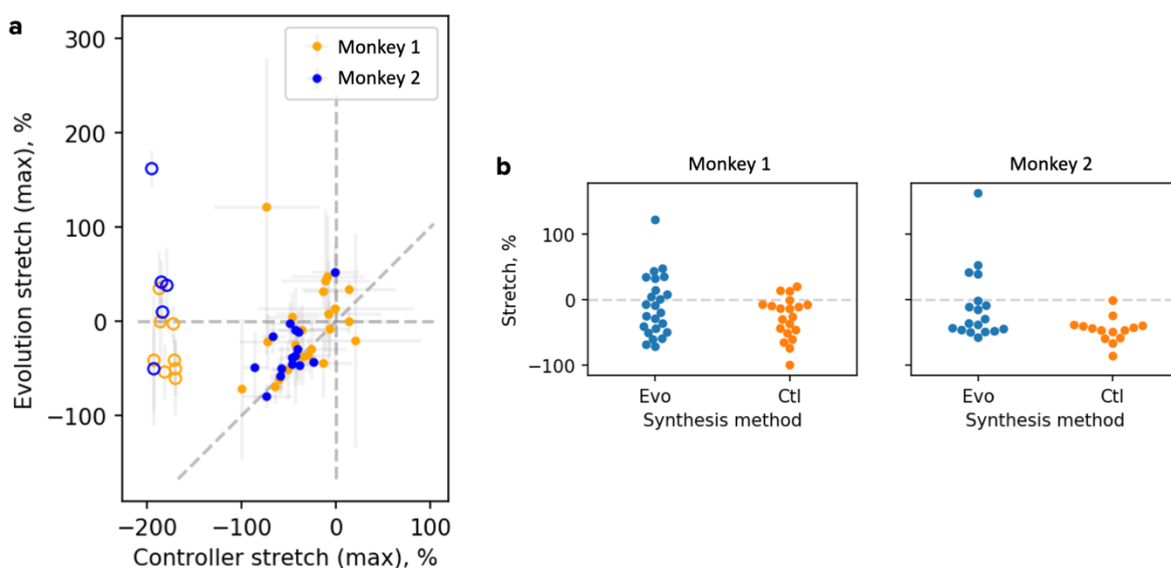 a
300
200
100
0
−100
Evolution stretch (max), %
Monkey 1
Monkey 2
−200 −100 0 100
Controller stretch (max), %
b
Monkey 1
Monkey 2
100
0
−100
Stretch, %
Evo Ctl
Synthesis method
Evo Ctl
Synthesis method